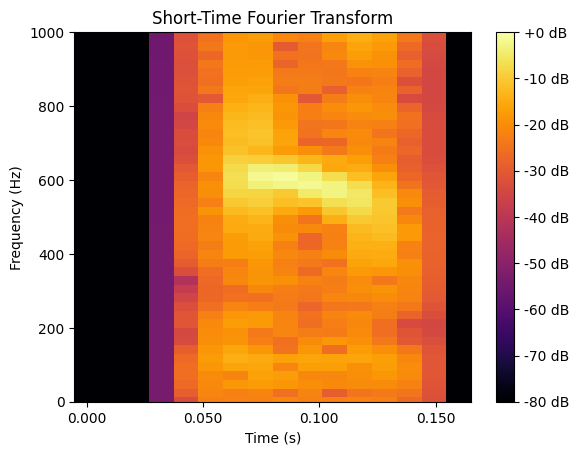 Short-Time Fourier Transform
1000
800
600
400
200
0
Frequency (Hz)
0.000
0.050
0.100
0.150
Time (s)
+0 dB
-10 dB
-20 dB
-30 dB
-40 dB
-50 dB
-60 dB
-70 dB
-80 dB